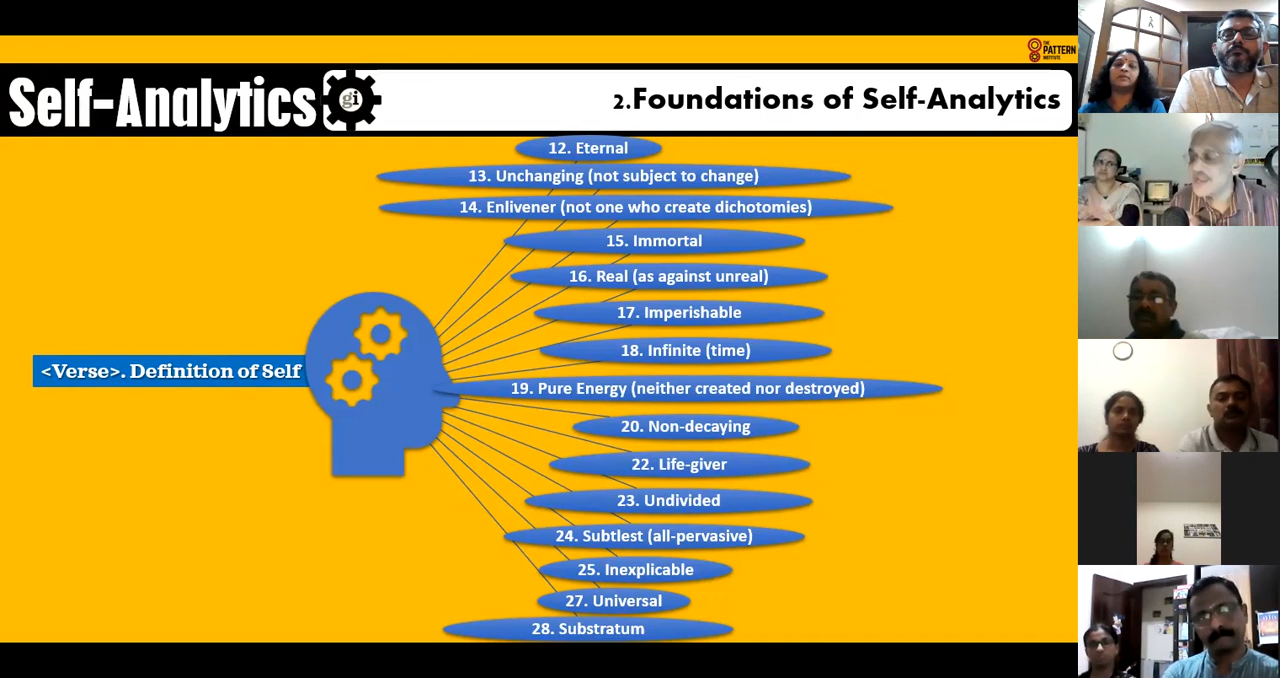 THE
PATTERN
INSTITUTE
Self-Analytics
gi
2.Foundations of Self-Analytics
12. Eternal
13. Unchanging (not subject to change)
14. Enlivener (not one who create dichotomies)
15. Immortal
16. Real (as against unreal)
17. Imperishable
18. Infinite (time)
<Verse>. Definition of Self
19. Pure Energy (neither created nor destroyed)
20. Non-decaying
22. Life-giver
23. Undivided
24. Subtlest (all-pervasive)
25. Inexplicable
27. Universal
28. Substratum